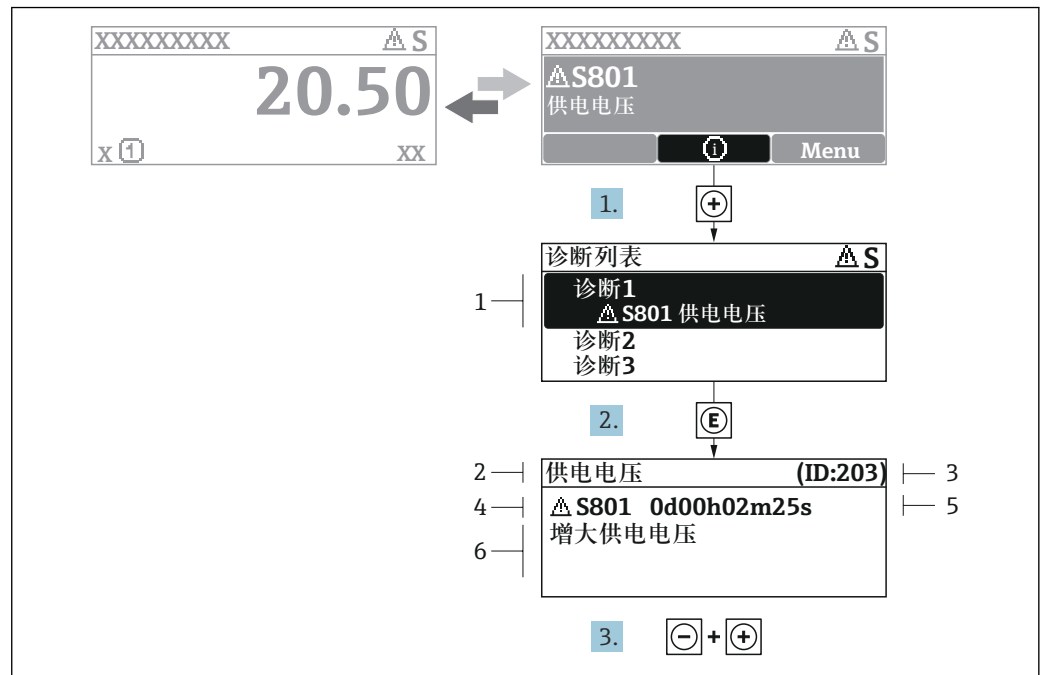 XXXXXXXXX ⚠ S
20.50
x ① XX
XXXXXXXXX ⚠ S
⚠S801
供电电压
ⓘ Menu
1. +
诊断列表 ⚠ S
1
诊断1
⚠ S801 供电电压
诊断2
诊断3
2. E
2 供电电压 (ID:203) 3
4 ⚠ S801 0d00h02m25s 5
6 增大供电电压
3. - + +